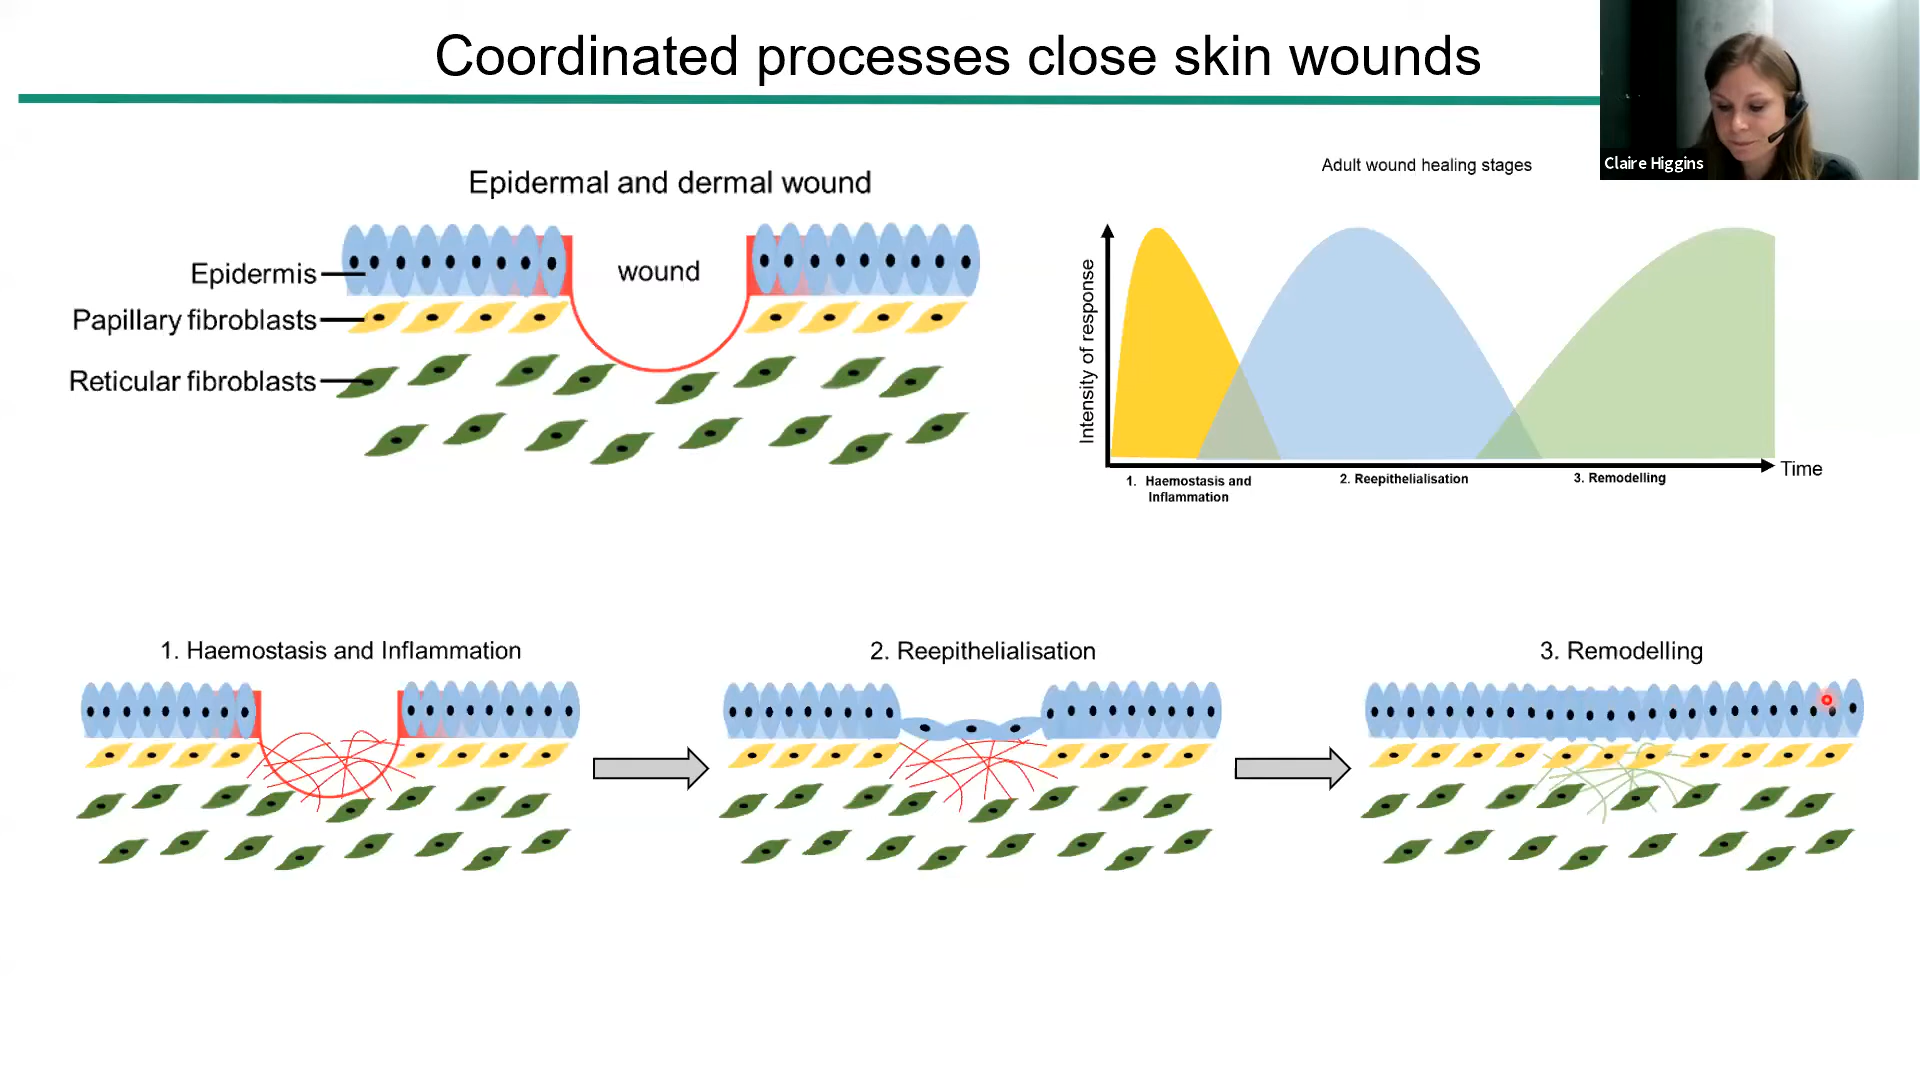 Coordinated processes close skin wounds
Claire Higgins
Epidermal and dermal wound
wound
Epidermis
Papillary fibroblasts
Reticular fibroblasts
Adult wound healing stages
Intensity of response
Time
1. Haemostasis and
Inflammation
2. Reepithelialisation
3. Remodelling
1. Haemostasis and Inflammation
2. Reepithelialisation
3. Remodelling